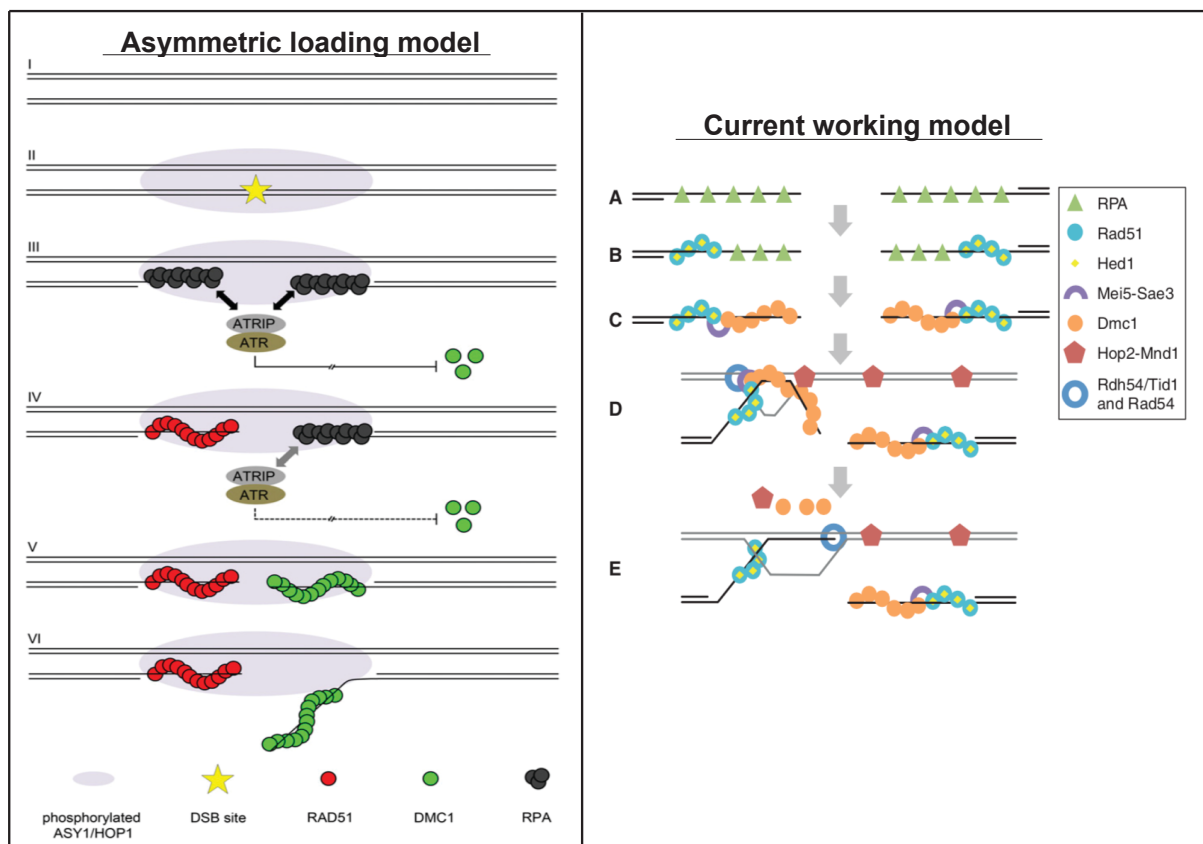 Asymmetric loading model
I
II
III
ATRIP
ATR
IV
ATRIP
ATR
V
VI
phosphorylated
ASY1/HOP1
DSB site
RAD51
DMC1
RPA
Current working model
A
B
C
D
E
RPA
Rad51
Hed1
Mei5-Sae3
Dmc1
Hop2-Mnd1
Rdh54/Tid1
and Rad54